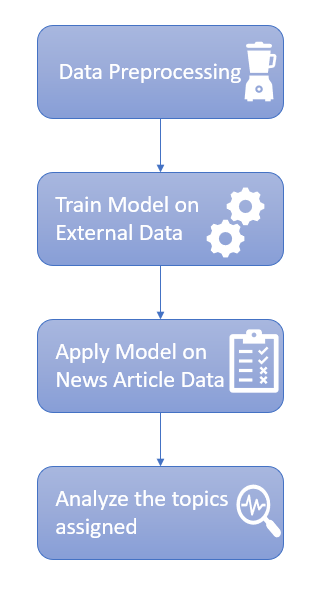 Data Preprocessing
Train Model on
External Data
Apply Model on
News Article Data
Analyze the topics
assigned